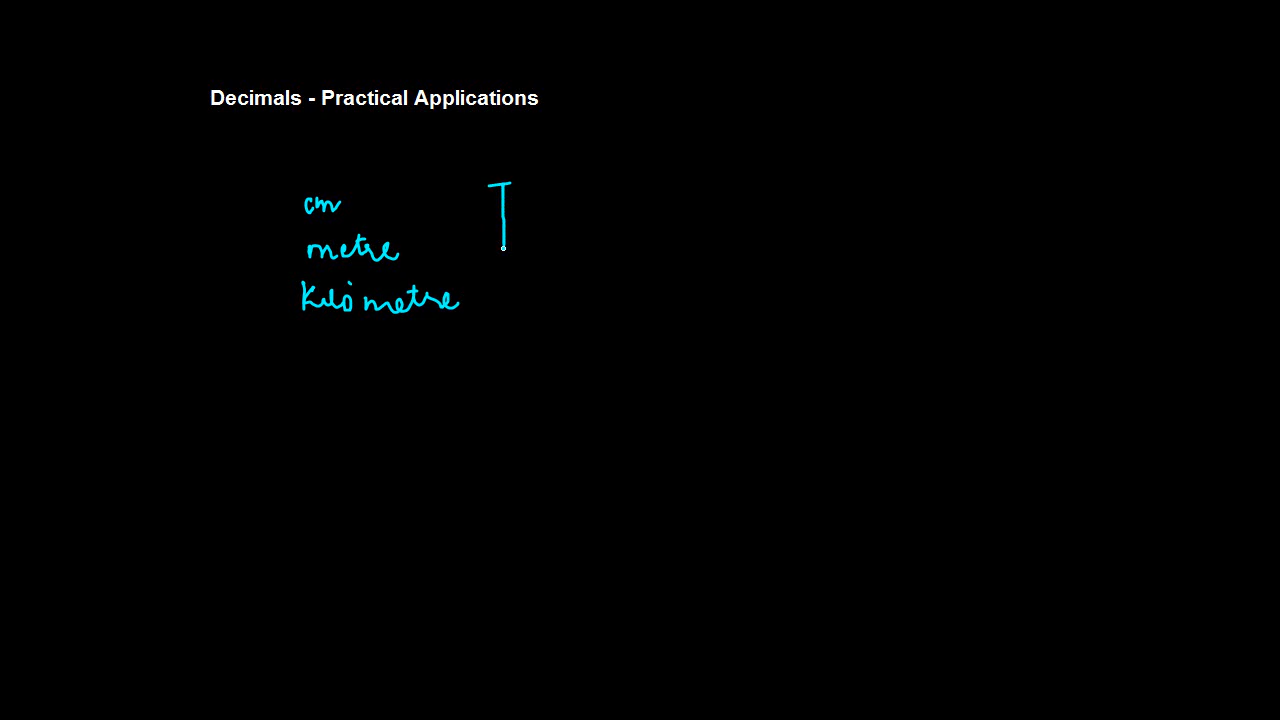 Decimals - Practical Applications
cm
metre
Kilometre